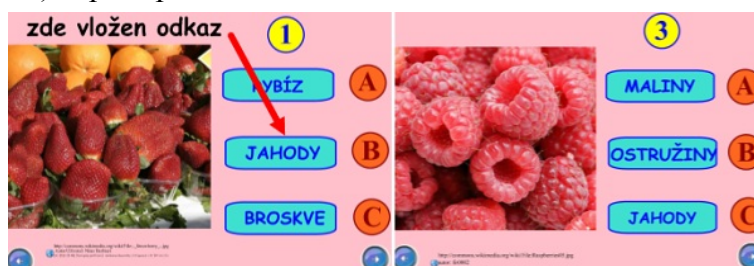 zde vložen odkaz
1
RYBÍZ
A
JAHODY
B
BROSKVE
C
3
MALINY
A
OSTRUŽINY
B
JAHODY
C